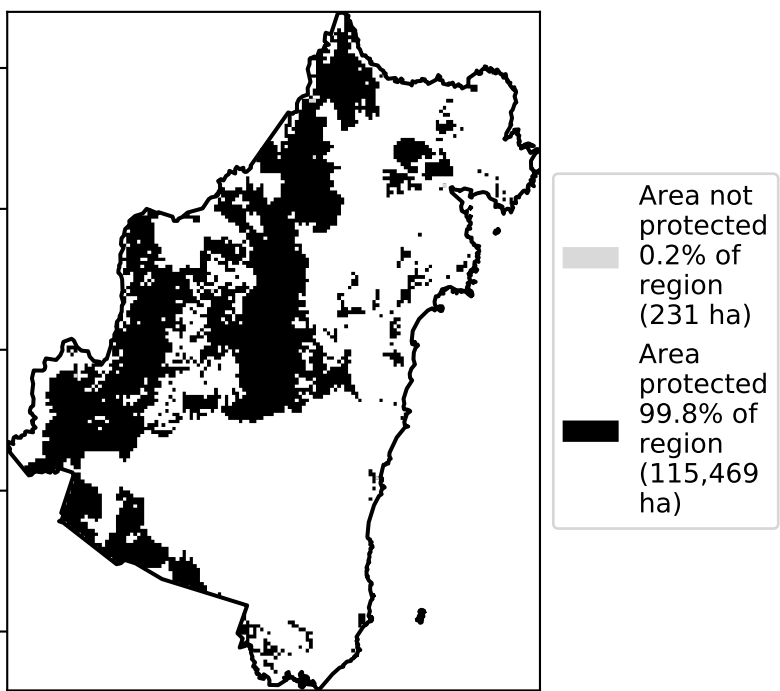 Area not
protected
0.2% of
region
(231 ha)
Area
protected
99.8% of
region
(115,469
ha)